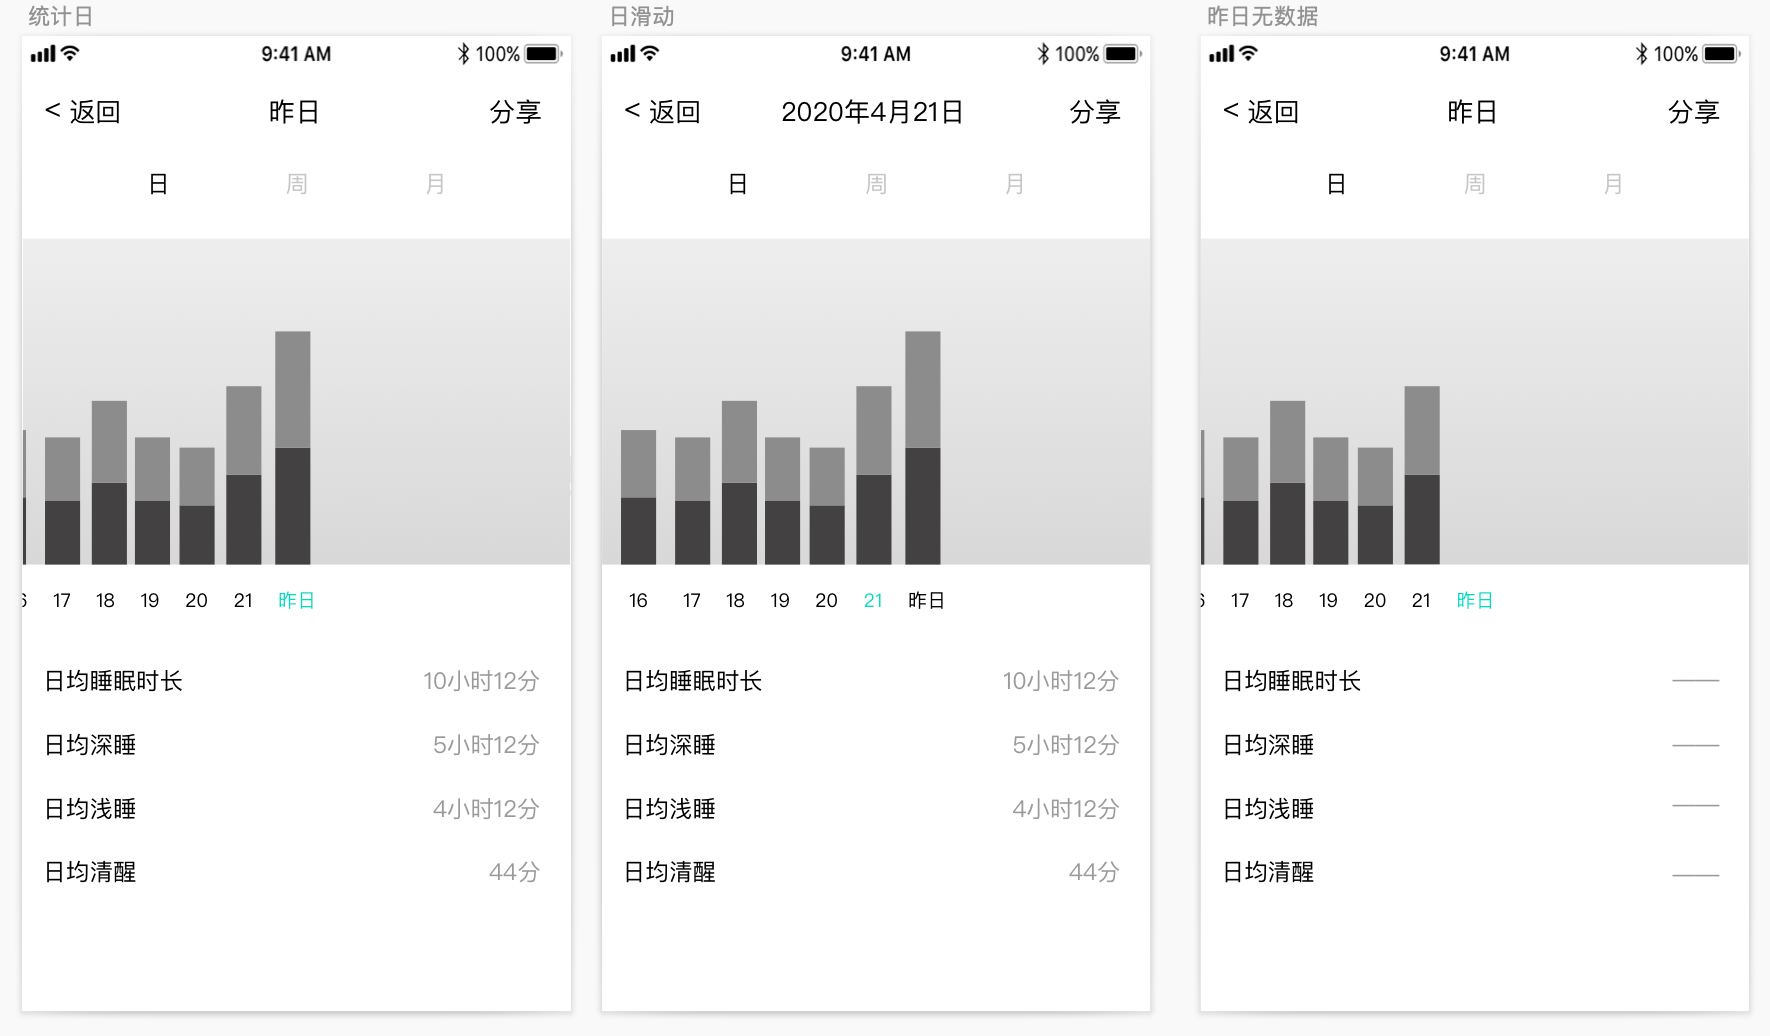 统计日
9:41 AM
100%
< 返回
昨日
分享
日
周
月
6 17 18 19 20 21 昨日
日均睡眠时长
10小时12分
日均深睡
5小时12分
日均浅睡
4小时12分
日均清醒
44分
日滑动
9:41 AM
100%
< 返回
2020年4月21日
分享
日
周
月
16 17 18 19 20 21 昨日
日均睡眠时长
10小时12分
日均深睡
5小时12分
日均浅睡
4小时12分
日均清醒
44分
昨日无数据
9:41 AM
100%
< 返回
昨日
分享
日
周
月
6 17 18 19 20 21 昨日
日均睡眠时长
——
日均深睡
——
日均浅睡
——
日均清醒
——